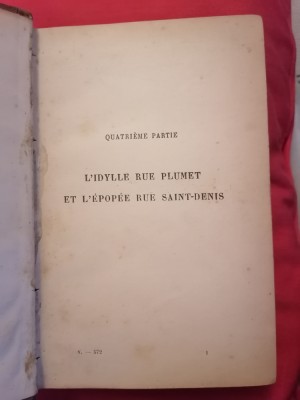 QUATRIÈME PARTIE
L'IDYLLE RUE PLUMET
ET L'ÉPOPÉE RUE SAINT-DENIS